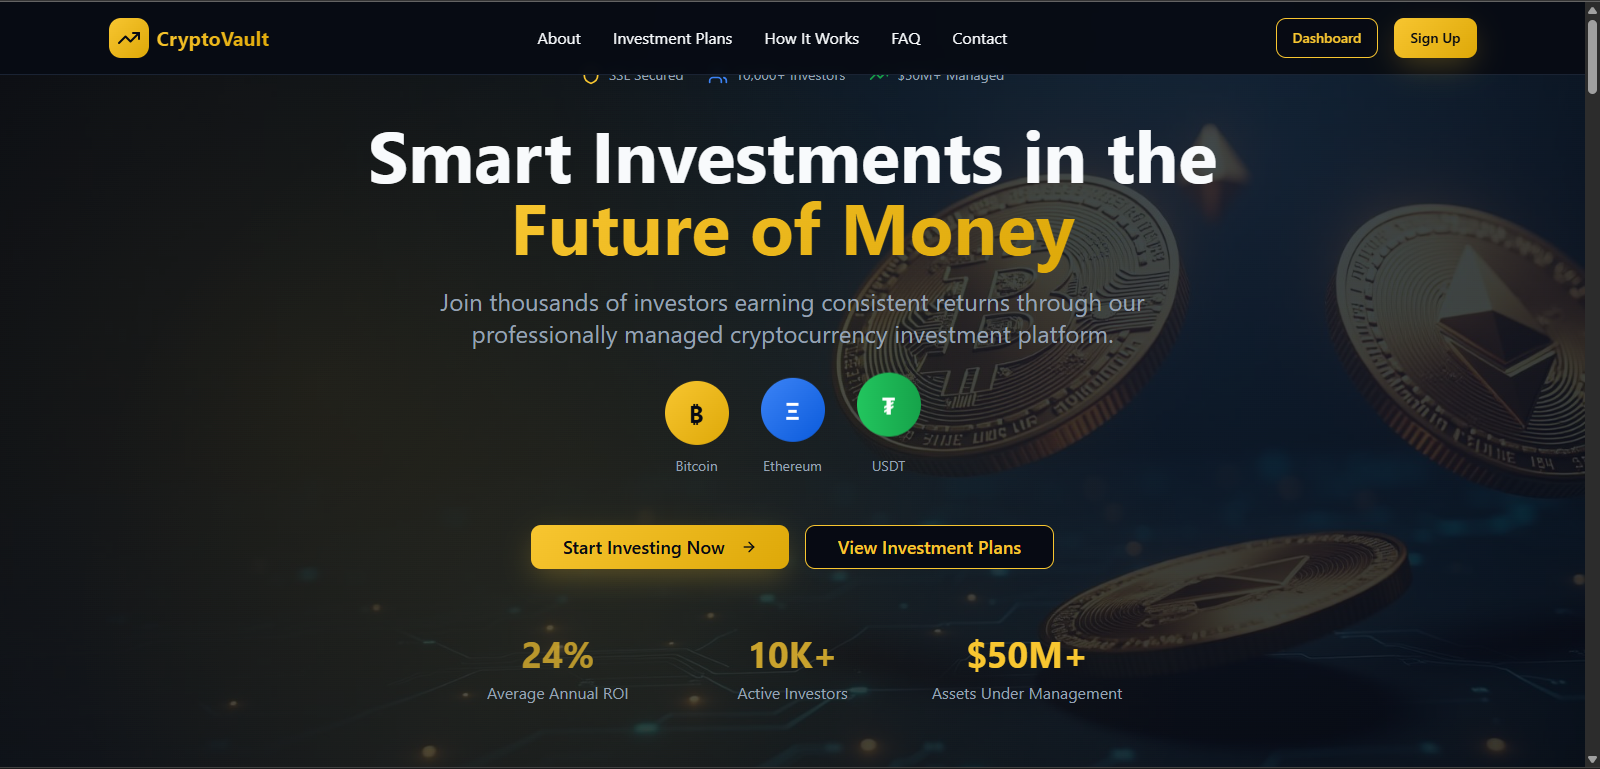 CryptoVault
About
Investment Plans
How It Works
FAQ
Contact
Dashboard
Sign Up
SSL Secured
10,000+ Investors
$50M+ Managed
Smart Investments in the
Future of Money
Join thousands of investors earning consistent returns through our
professionally managed cryptocurrency investment platform.
Bitcoin
Ethereum
USDT
Start Investing Now
View Investment Plans
24%
Average Annual ROI
10K+
Active Investors
$50M+
Assets Under Management